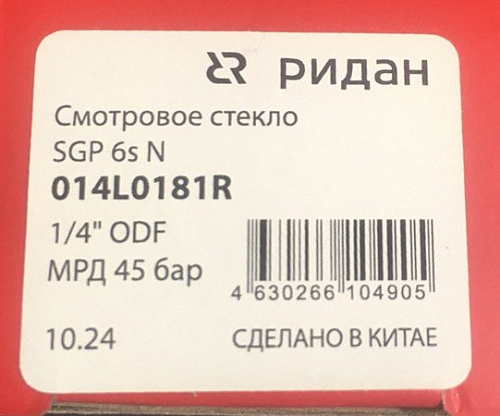 ридан
Смотровое стекло
SGP 6s N
014L0181R
1/4" ODF
МРД 45 бар
4 630266 104905
10.24
СДЕЛАНО В КИТАЕ